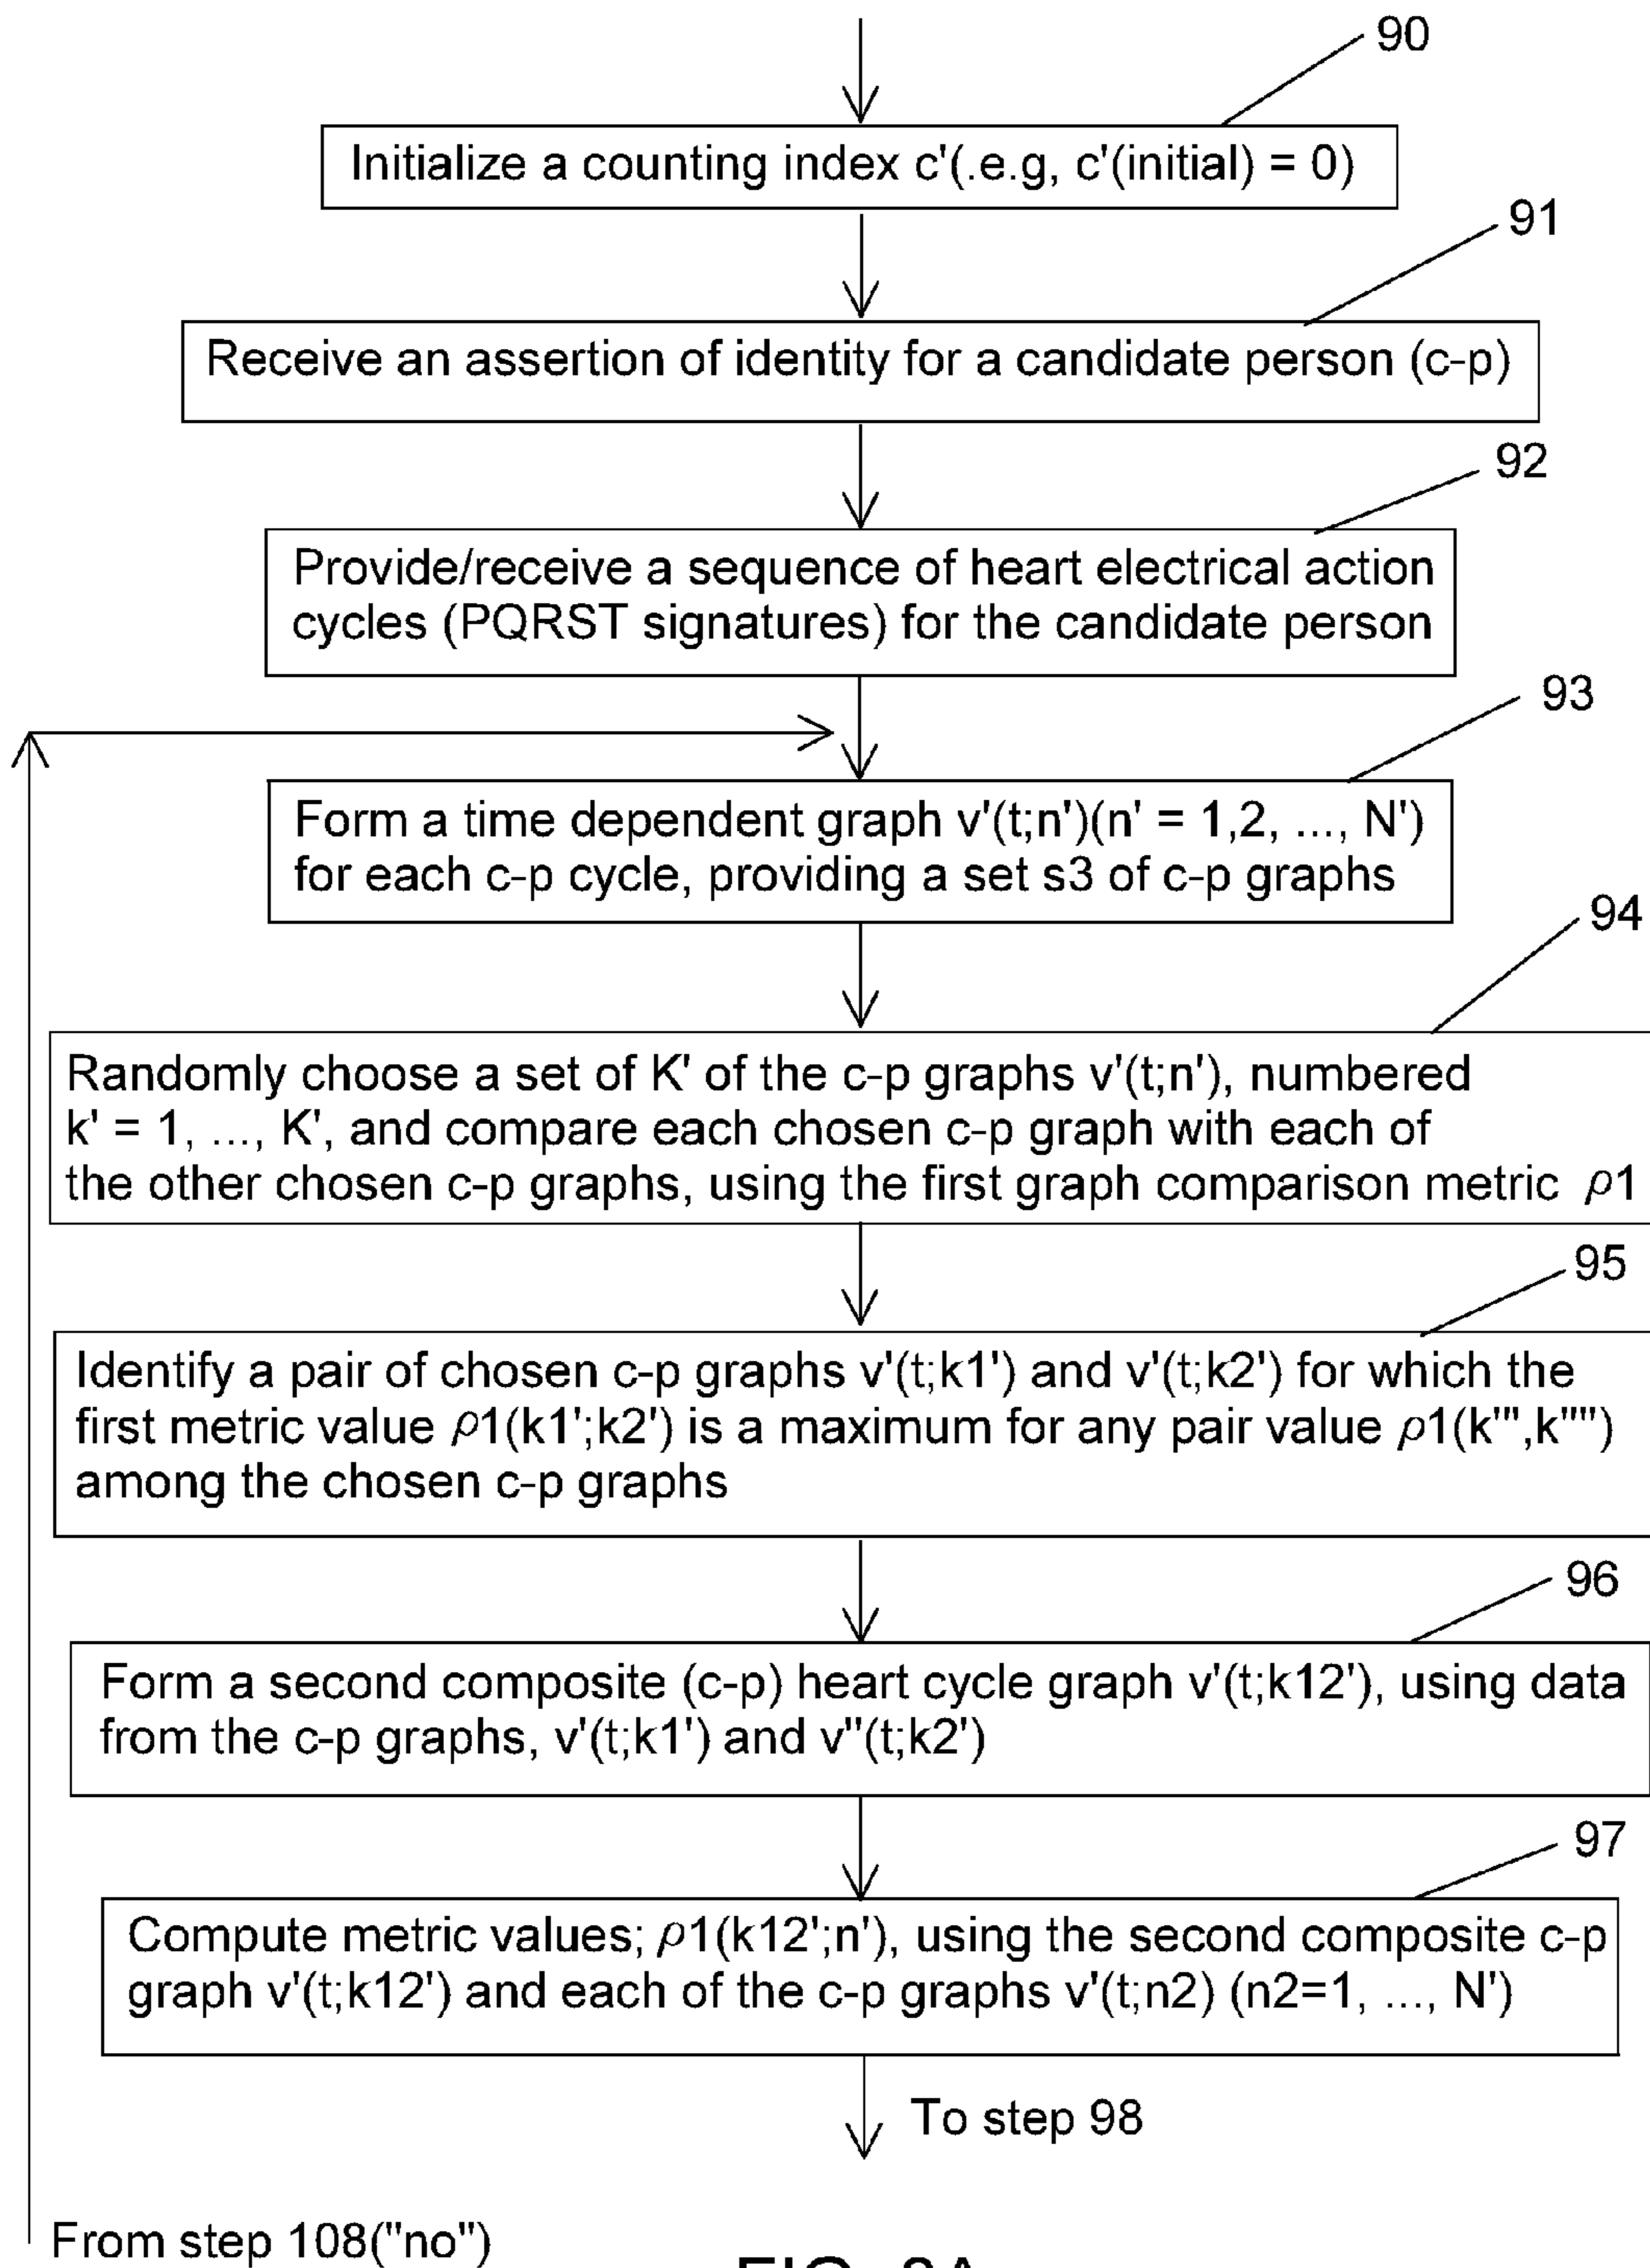 90
Initialize a counting index c'(.e.g, c'(initial) = 0)
91
Receive an assertion of identity for a candidate person (c-p)
92
Provide/receive a sequence of heart electrical action
cycles (PQRST signatures) for the candidate person
93
Form a time dependent graph v'(t;n')(n' = 1,2, ..., N')
for each c-p cycle, providing a set s3 of c-p graphs
94
Randomly choose a set of K' of the c-p graphs v'(t;n'), numbered
k' = 1, ..., K', and compare each chosen c-p graph with each of
the other chosen c-p graphs, using the first graph comparison metric ρ1
95
Identify a pair of chosen c-p graphs v'(t;k1') and v'(t;k2') for which the
first metric value ρ1(k1';k2') is a maximum for any pair value ρ1(k''',k'''')
among the chosen c-p graphs
96
Form a second composite (c-p) heart cycle graph v'(t;k12'), using data
from the c-p graphs, v'(t;k1') and v''(t;k2')
97
Compute metric values; ρ1(k12';n'), using the second composite c-p
graph v'(t;k12') and each of the c-p graphs v'(t;n2) (n2=1, ..., N')
To step 98
From step 108("no")